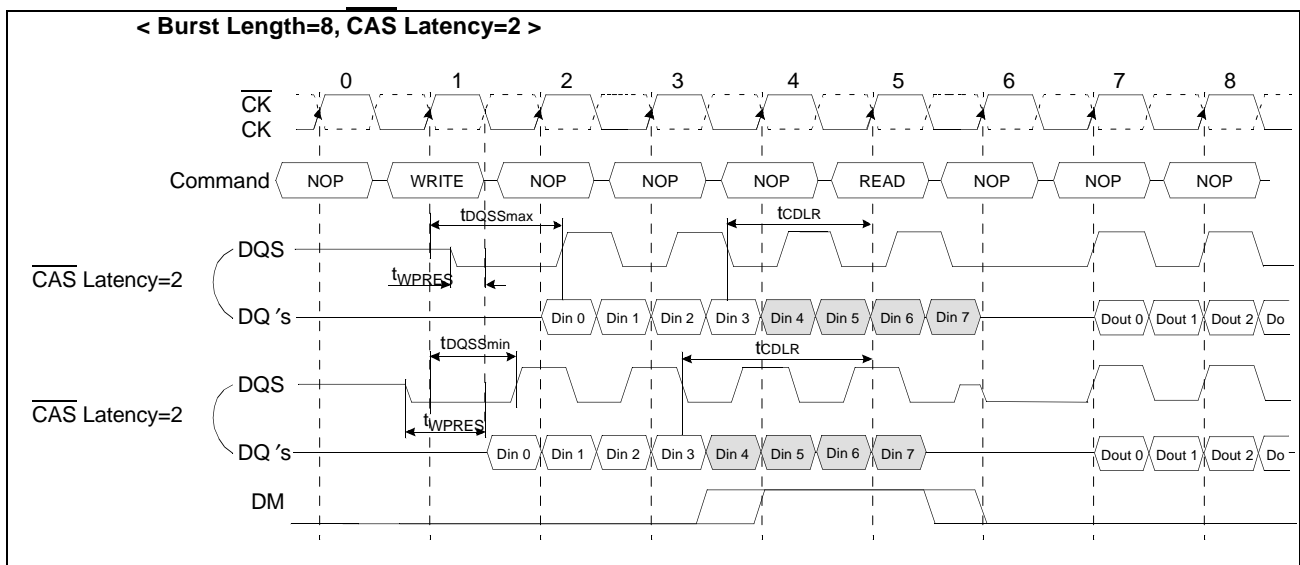 < Burst Length=8, CAS Latency=2 >
0 1 2 3 4 5 6 7 8
CK
CK
Command NOP WRITE NOP NOP NOP READ NOP NOP NOP
tDQSSmax tCDLR
DQS
CAS Latency=2
tWPRES
DQ ′s Din 0 Din 1 Din 2 Din 3 Din 4 Din 5 Din 6 Din 7 Dout 0 Dout 1 Dout 2 Do
tDQSSmin tCDLR
DQS
CAS Latency=2
tWPRES
DQ ′s Din 0 Din 1 Din 2 Din 3 Din 4 Din 5 Din 6 Din 7 Dout 0 Dout 1 Dout 2 Do
DM